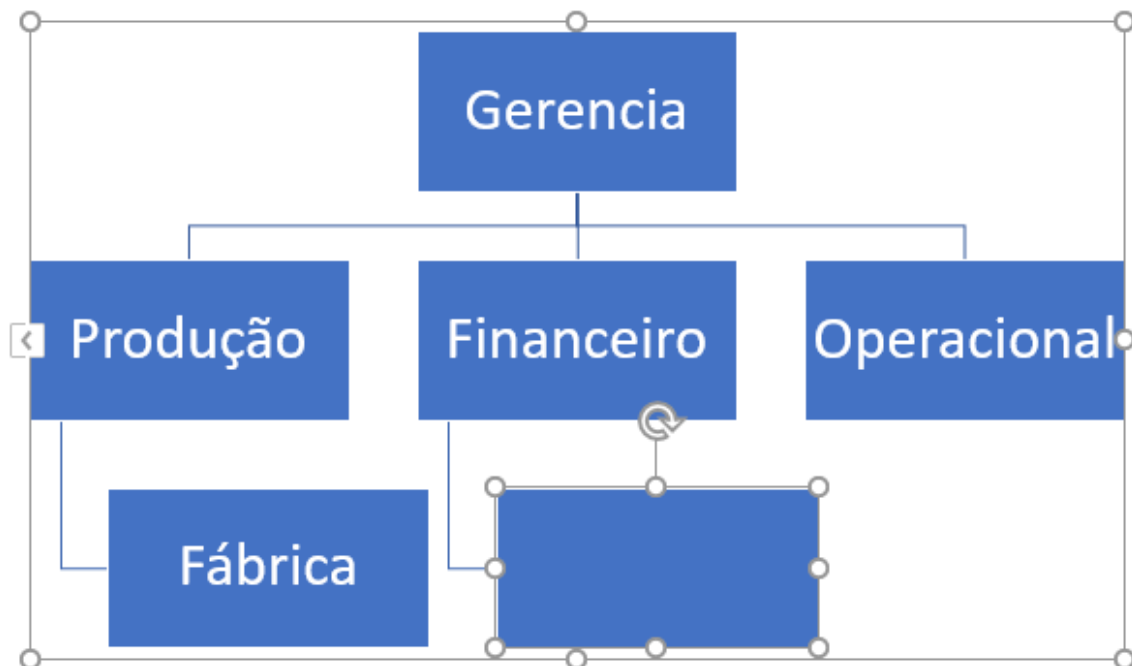 Gerencia
Produção
Financeiro
Operacional
Fábrica